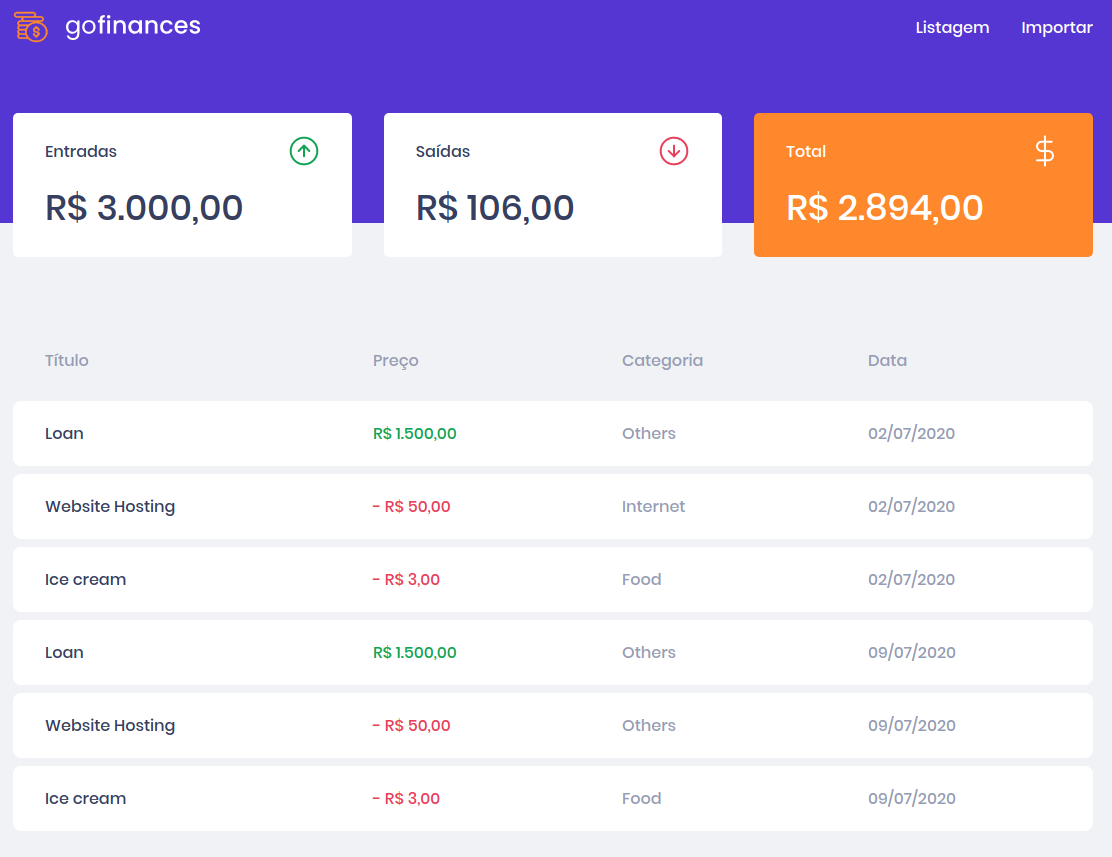 gofinances Listagem Importar
Entradas Saídas Total $
R$ 3.000,00 R$ 106,00 R$ 2.894,00
Título Preço Categoria Data
Loan R$ 1.500,00 Others 02/07/2020
Website Hosting - R$ 50,00 Internet 02/07/2020
Ice cream - R$ 3,00 Food 02/07/2020
Loan R$ 1.500,00 Others 09/07/2020
Website Hosting - R$ 50,00 Others 09/07/2020
Ice cream - R$ 3,00 Food 09/07/2020